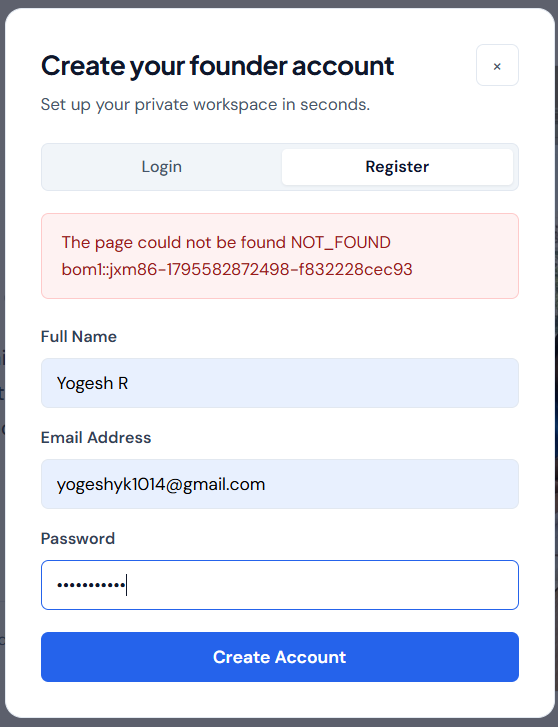 Create your founder account
×
Set up your private workspace in seconds.
Login
Register
The page could not be found NOT_FOUND
bom1::jxm86-1795582872498-f832228cec93
Full Name
Yogesh R
Email Address
yogeshyk1014@gmail.com
Password
•••••••••••
Create Account